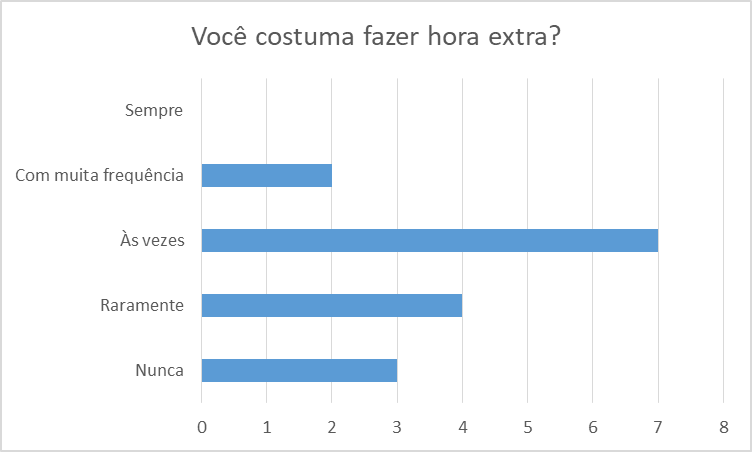 Você costuma fazer hora extra?
Sempre
Com muita frequência
Às vezes
Raramente
Nunca
0 1 2 3 4 5 6 7 8